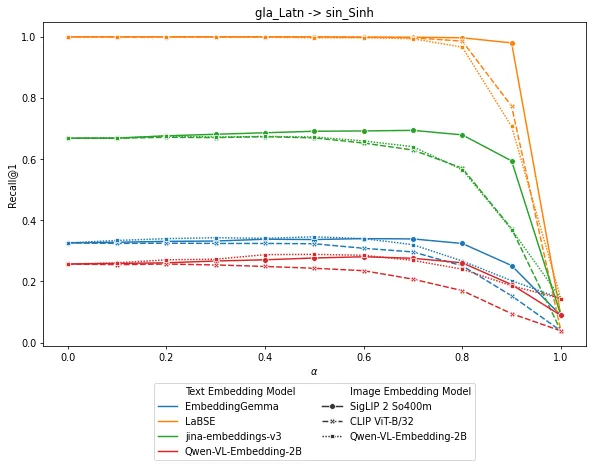 gla_Latn -> sin_Sinh
1.0
0.8
0.6
0.4
0.2
0.0
Recall@1
0.0 0.2 0.4 0.6 0.8 1.0
α
Text Embedding Model Image Embedding Model
EmbeddingGemma SigLIP 2 So400m
LaBSE CLIP ViT-B/32
jina-embeddings-v3 Qwen-VL-Embedding-2B
Qwen-VL-Embedding-2B